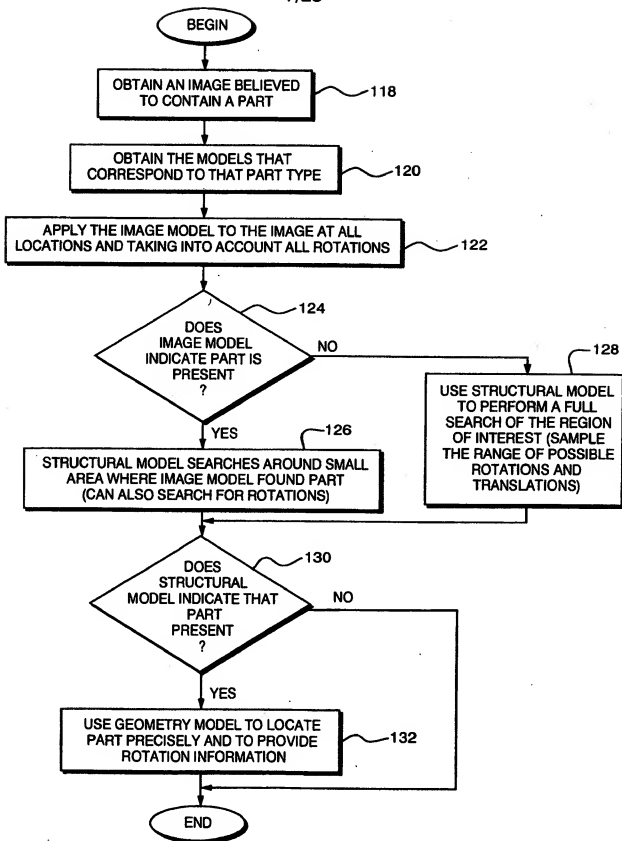 BEGIN
OBTAIN AN IMAGE BELIEVED
TO CONTAIN A PART
118
OBTAIN THE MODELS THAT
CORRESPOND TO THAT PART TYPE
120
APPLY THE IMAGE MODEL TO THE IMAGE AT ALL
LOCATIONS AND TAKING INTO ACCOUNT ALL ROTATIONS
122
124
DOES
IMAGE MODEL
INDICATE PART IS
PRESENT
?
NO
YES
128
USE STRUCTURAL MODEL
TO PERFORM A FULL
SEARCH OF THE REGION
OF INTEREST (SAMPLE
THE RANGE OF POSSIBLE
ROTATIONS AND
TRANSLATIONS)
126
STRUCTURAL MODEL SEARCHES AROUND SMALL
AREA WHERE IMAGE MODEL FOUND PART
(CAN ALSO SEARCH FOR ROTATIONS)
130
DOES
STRUCTURAL
MODEL INDICATE THAT
PART
PRESENT
?
NO
YES
USE GEOMETRY MODEL TO LOCATE
PART PRECISELY AND TO PROVIDE
ROTATION INFORMATION
132
END